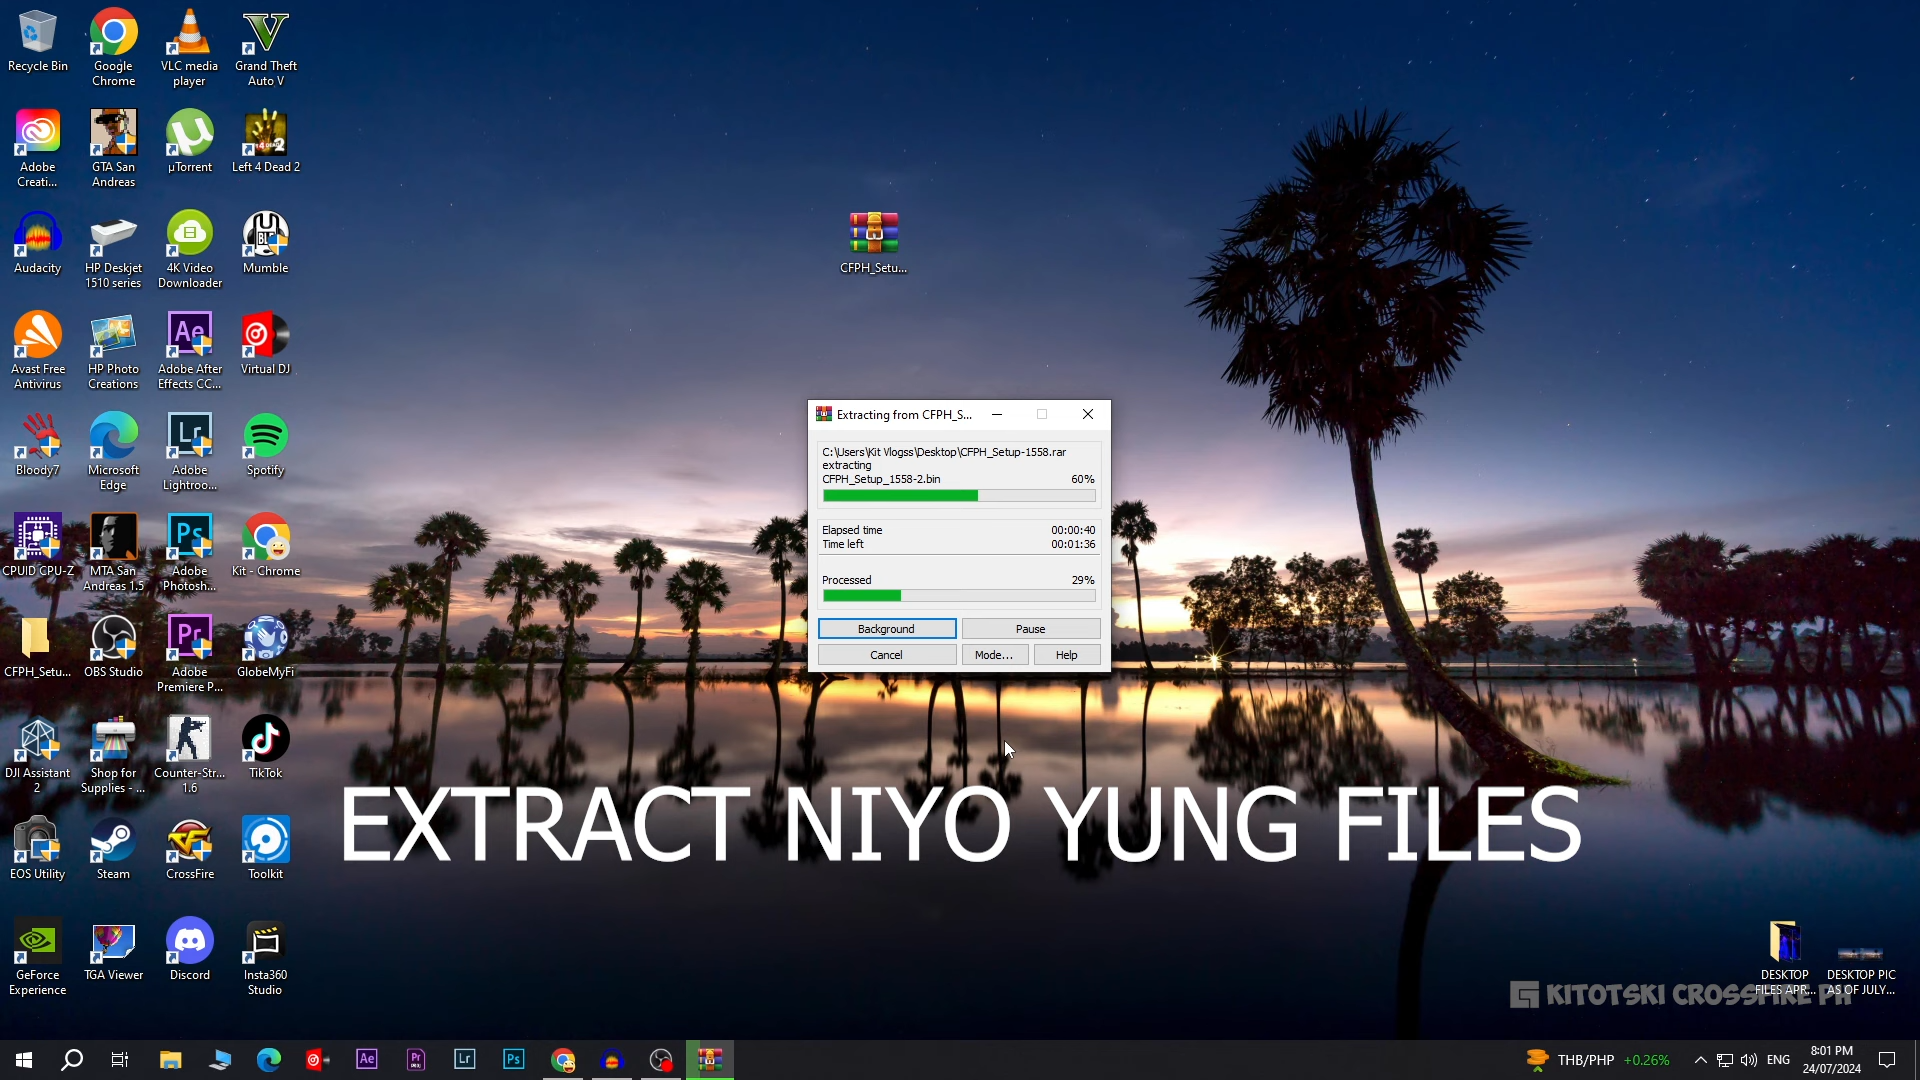 Recycle Bin
Google
Chrome
VLC media
player
Grand Theft
Auto V
Adobe
Creati...
GTA San
Andreas
µTorrent
Left 4 Dead 2
Audacity
HP Deskjet
1510 series
4K Video
Downloader
Mumble
Avast Free
Antivirus
HP Photo
Creations
Adobe After
Effects CC...
Virtual DJ
Bloody7
Microsoft
Edge
Adobe
Lightroo...
Spotify
CPUID CPU-Z
MTA San
Andreas 1.5
Adobe
Photosh...
Kit - Chrome
CFPH_Setu...
OBS Studio
Adobe
Premiere P...
GlobeMyFi
DJI Assistant
2
Shop for
Supplies - ...
Counter-Str...
1.6
TikTok
EOS Utility
Steam
CrossFire
Toolkit
GeForce
Experience
TGA Viewer
Discord
Insta360
Studio
CFPH_Setu...
Extracting from CFPH_S...
C:\Users\Kit Vlogss\Desktop\CFPH_Setup-1558.rar
extracting
CFPH_Setup_1558-2.bin 60%
Elapsed time 00:00:40
Time left 00:01:36
Processed 29%
Background Pause
Cancel Mode... Help
EXTRACT NIYO YUNG FILES
DESKTOP
FILES APR...
DESKTOP PIC
AS OF JULY...
KITOTSKI CROSSFIRE PH
THB/PHP +0.26%
ENG
8:01 PM
24/07/2024